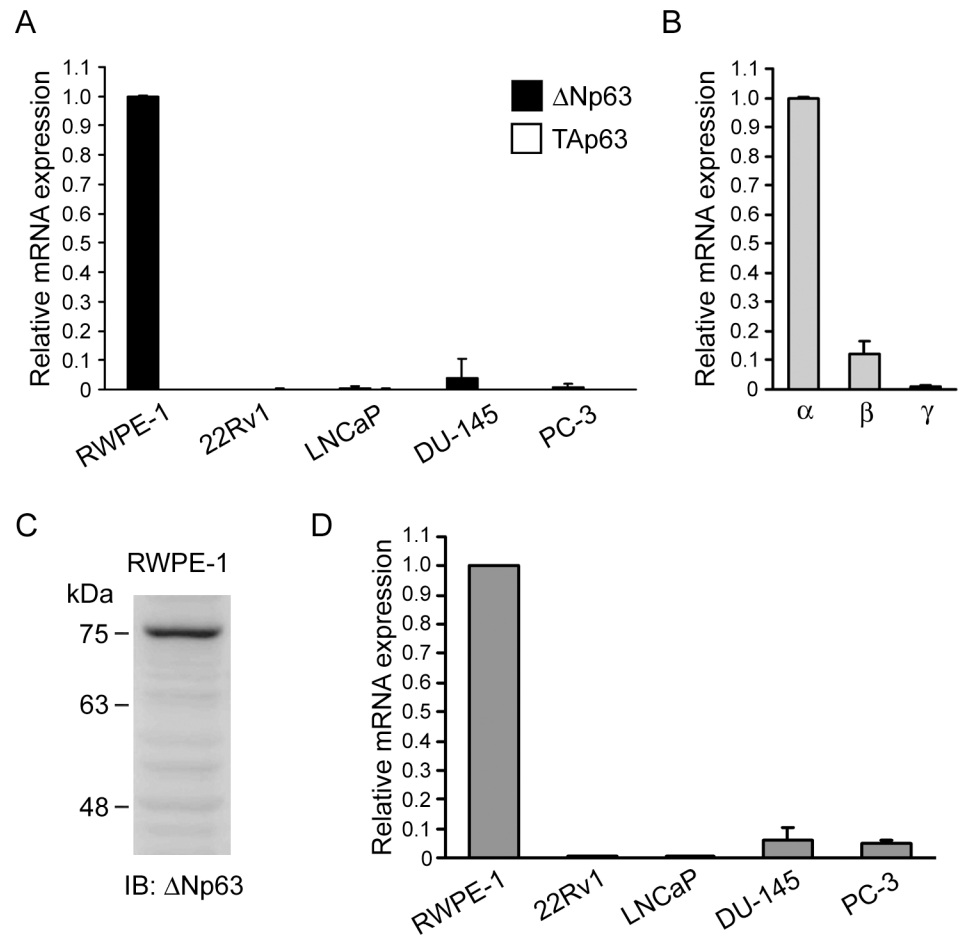 A
Relative mRNA expression
1.1
1.0
0.9
0.8
0.7
0.6
0.5
0.4
0.3
0.2
0.1
0
ΔNp63
TAp63
RWPE-1
22Rv1
LNCaP
DU-145
PC-3
B
Relative mRNA expression
1.1
1.0
0.9
0.8
0.7
0.6
0.5
0.4
0.3
0.2
0.1
0
α
β
γ
C
RWPE-1
kDa
75
63
48
IB: ΔNp63
D
Relative mRNA expression
1.1
1.0
0.9
0.8
0.7
0.6
0.5
0.4
0.3
0.2
0.1
0
RWPE-1
22Rv1
LNCaP
DU-145
PC-3